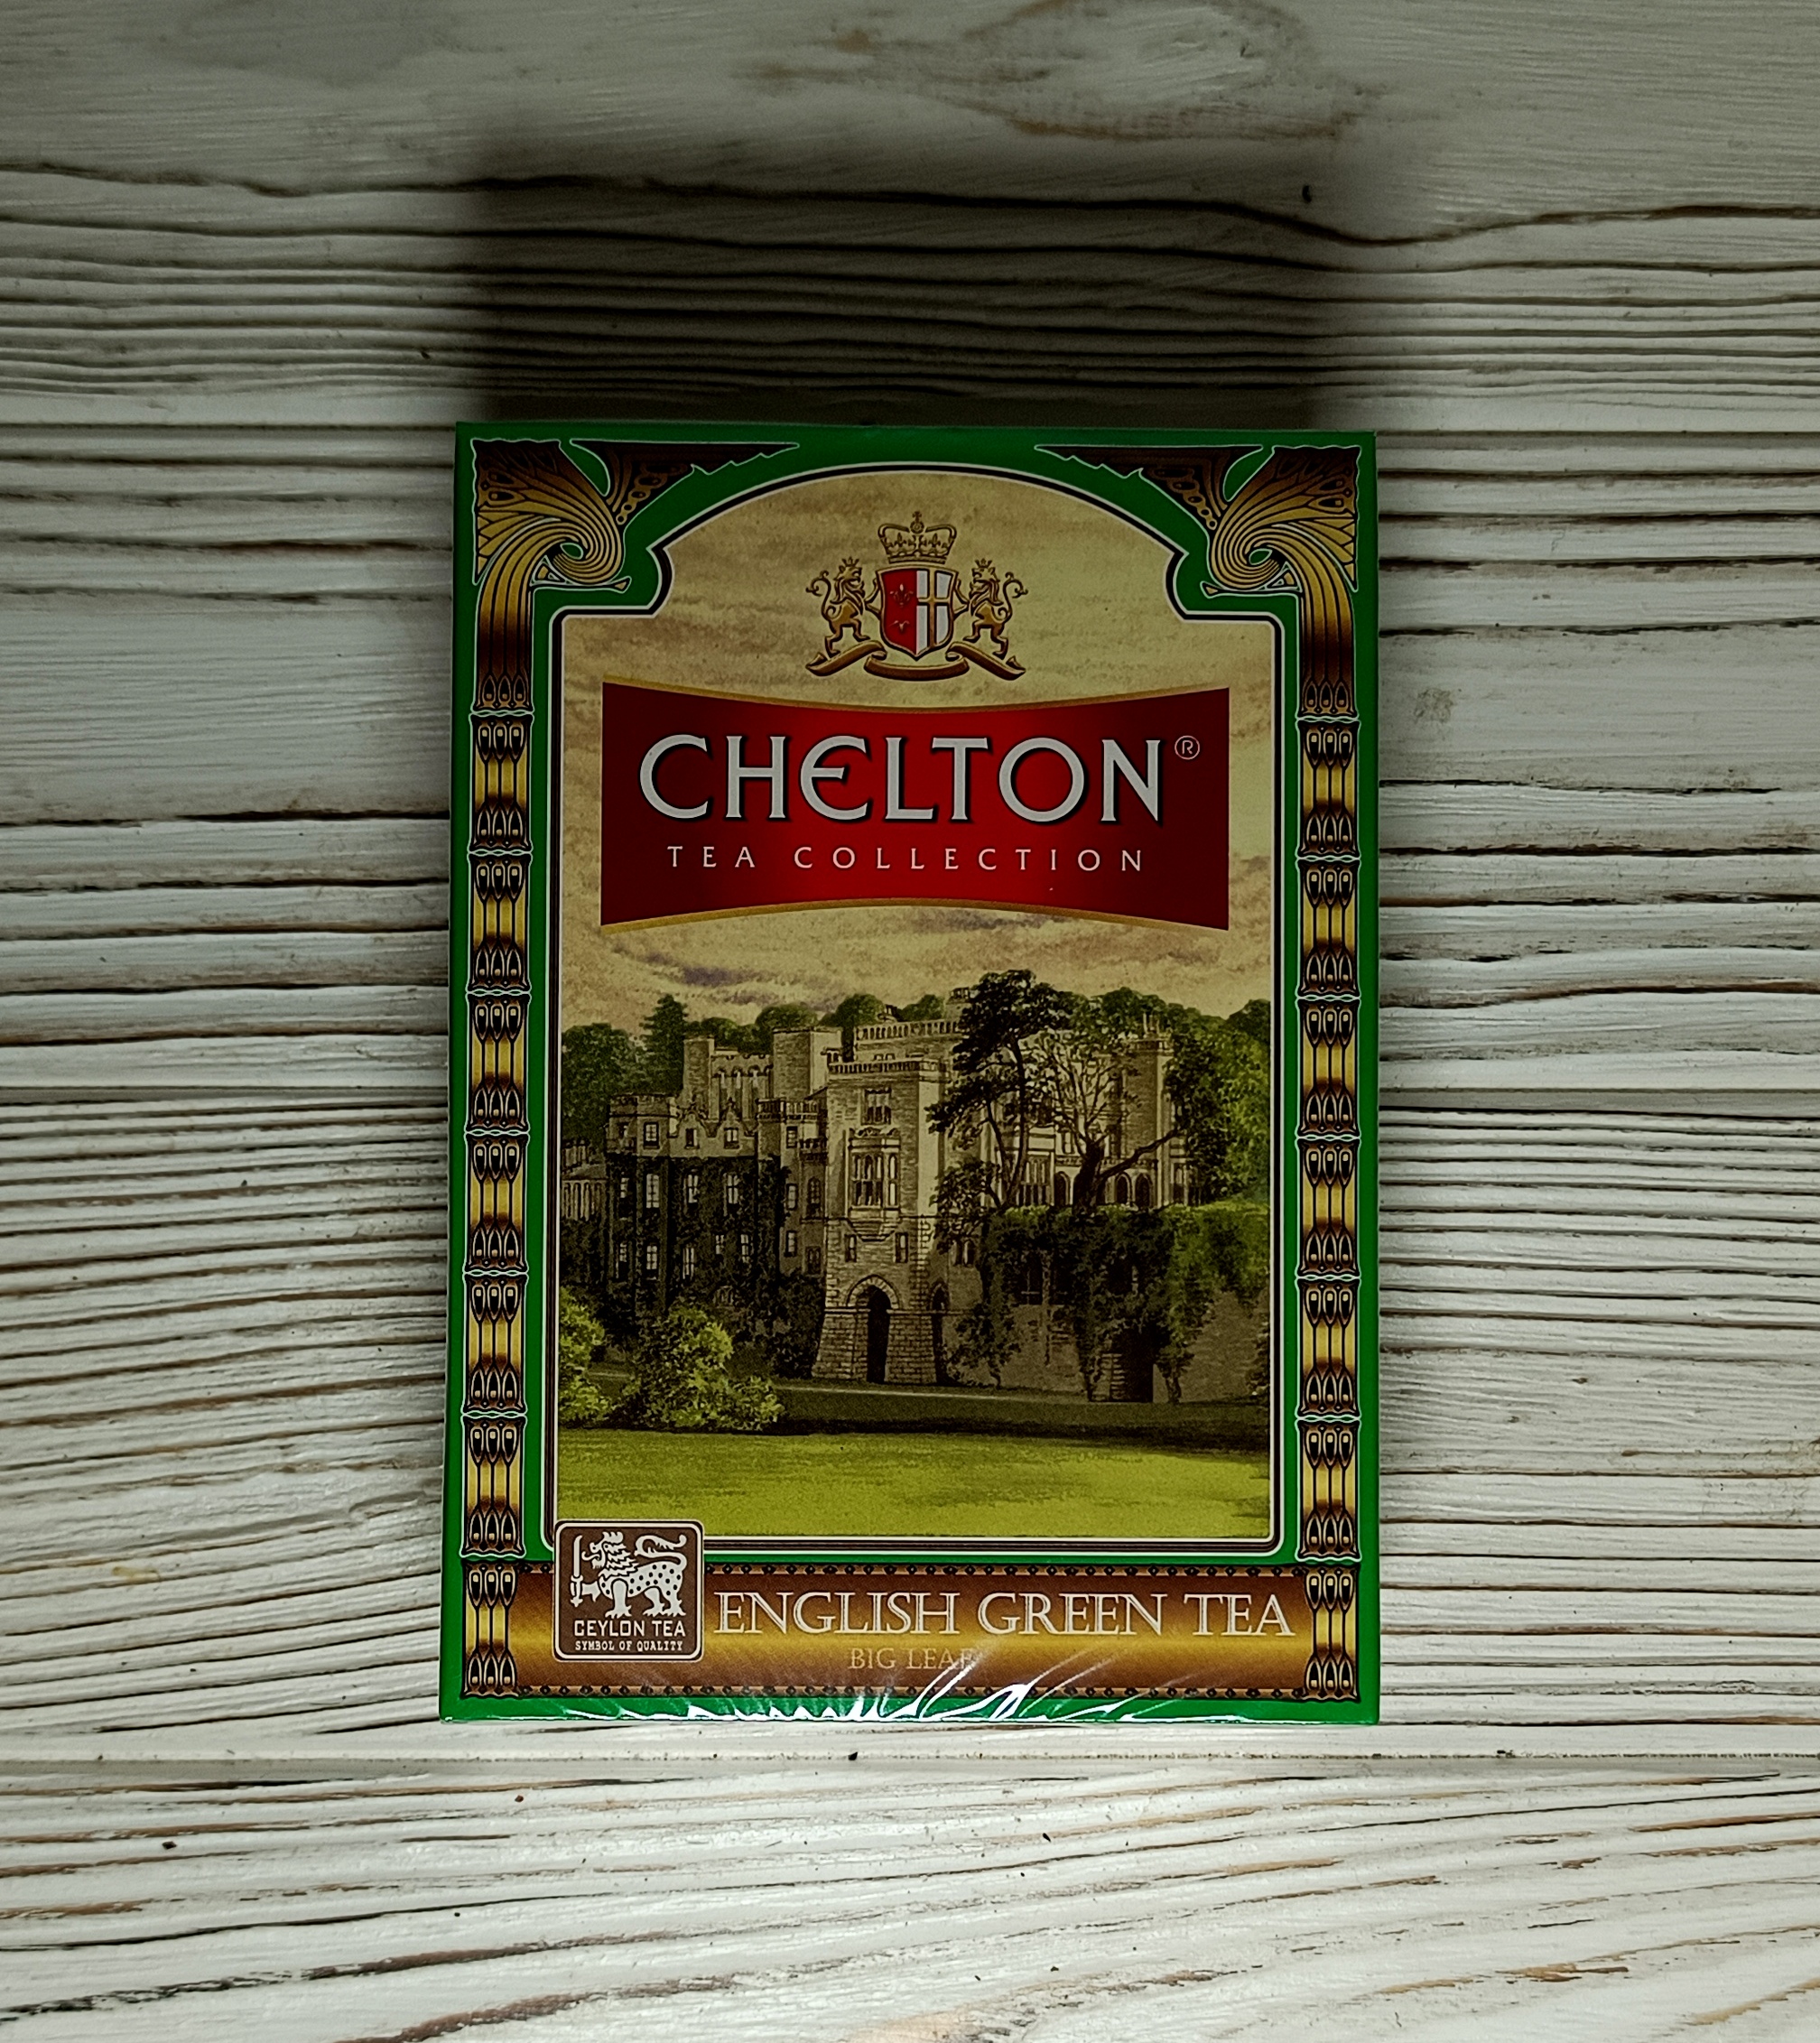 CHELTON®
TEA COLLECTION
CEYLON TEA
SYMBOL OF QUALITY
ENGLISH GREEN TEA
BIG LEAF